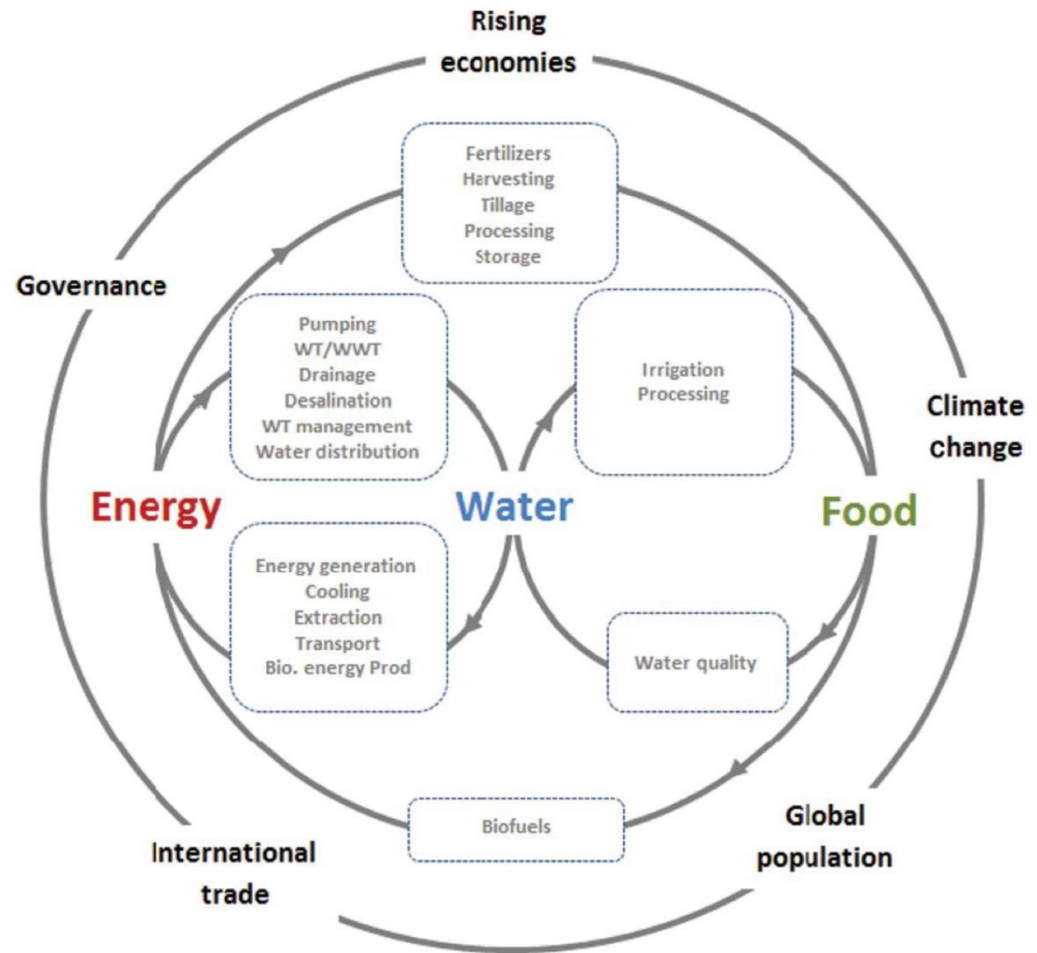 Rising
economies
Fertilizers
Harvesting
Tillage
Processing
Storage
Governance
Pumping
WT/WWT
Drainage
Desalination
WT management
Water distribution
Irrigation
Processing
Climate
change
Energy
Water
Food
Energy generation
Cooling
Extraction
Transport
Bio. energy Prod
Water quality
Biofuels
International
trade
Global
population